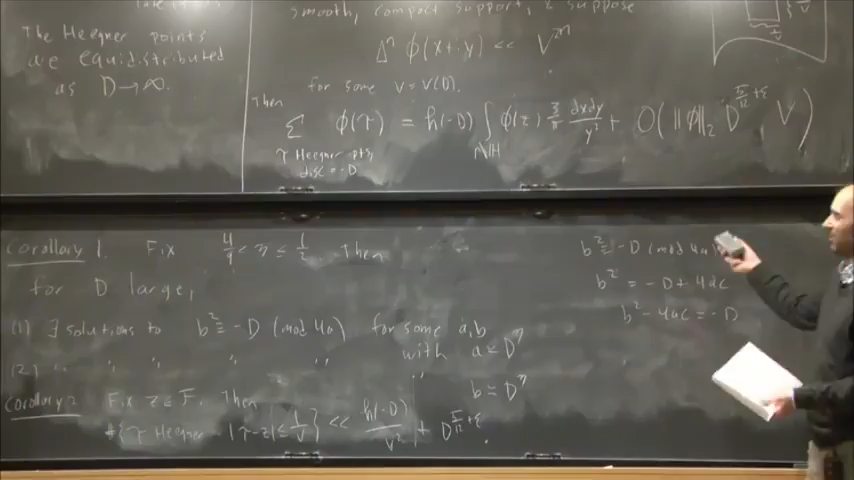 The Heegner points
are equidistributed
as D→∞.
smooth, compact support, & suppose
Δⁿ φ(x+iy) << V²ⁿ
for some V = V(D).
Then
Σ φ(τ) = h(-D) ∫ φ(z) 3/π dxdy/y² + O(||φ||₂ D^{5/12+ε} V)
τ Heegner pts,
disc = -D
Γ\H
Corollary 1. Fix 4/9 < η ≤ 1/2. Then
for D large,
(1) ∃ solutions to b² ≡ -D (mod 4a) for some a,b
with a ≍ D^η
(2) " " " " "
b ≍ D^η
Corollary 2 Fix z ∈ F. Then
#{τ Heegner |τ-z| ≤ 1/V} << h(-D)/V² + D^{5/12+ε}.
b² ≡ -D (mod 4a)
b² = -D + 4ac
b² - 4ac = -D